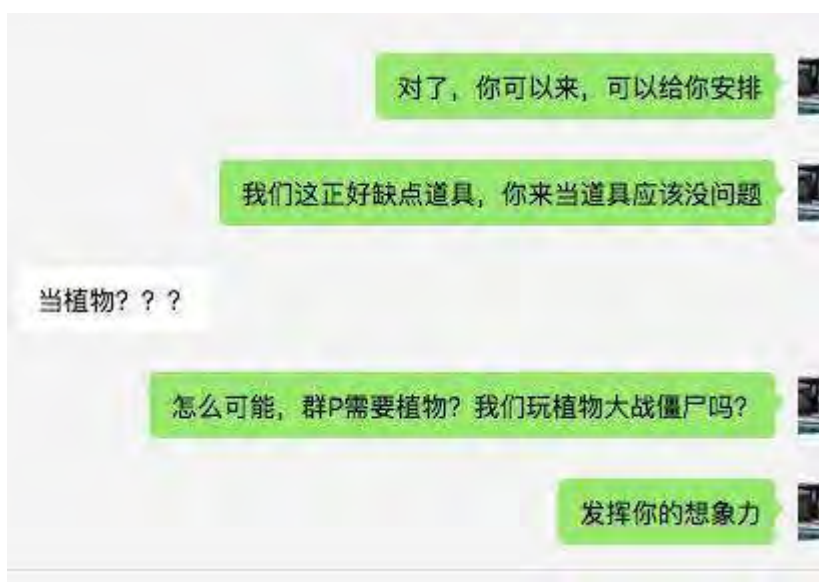 对了，你可以来，可以给你安排
我们这正好缺点道具，你来当道具应该没问题
当植物？？？
怎么可能，群P需要植物？我们玩植物大战僵尸吗？
发挥你的想象力